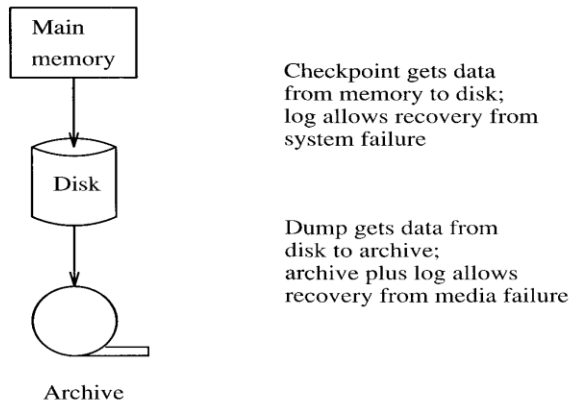 Main
memory
Checkpoint gets data
from memory to disk;
log allows recovery from
system failure
Disk
Dump gets data from
disk to archive;
archive plus log allows
recovery from media failure
Archive